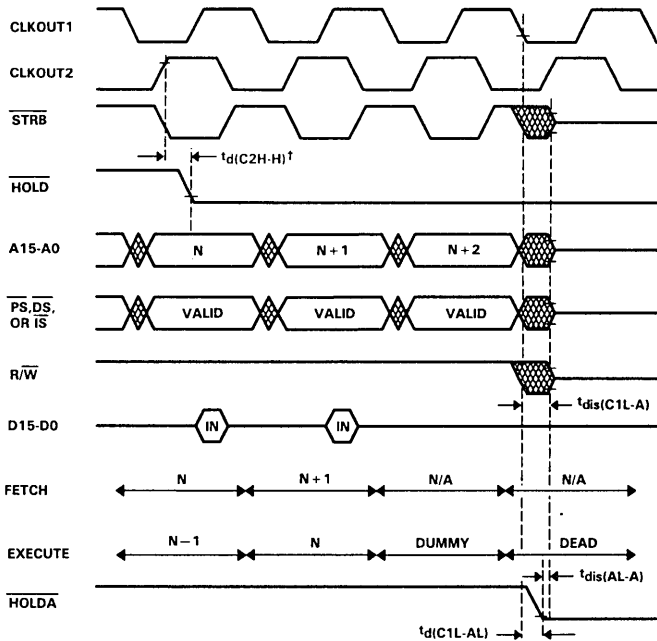 CLKOUT1
CLKOUT2
STRB
td(C2H-H)†
HOLD
A15-A0 N N+1 N+2
PS,DS,
OR IS VALID VALID VALID
R/W
tdis(C1L-A)
D15-D0 IN IN
FETCH N N+1 N/A N/A
EXECUTE N−1 N DUMMY DEAD
tdis(AL-A)
HOLDA
td(C1L-AL)